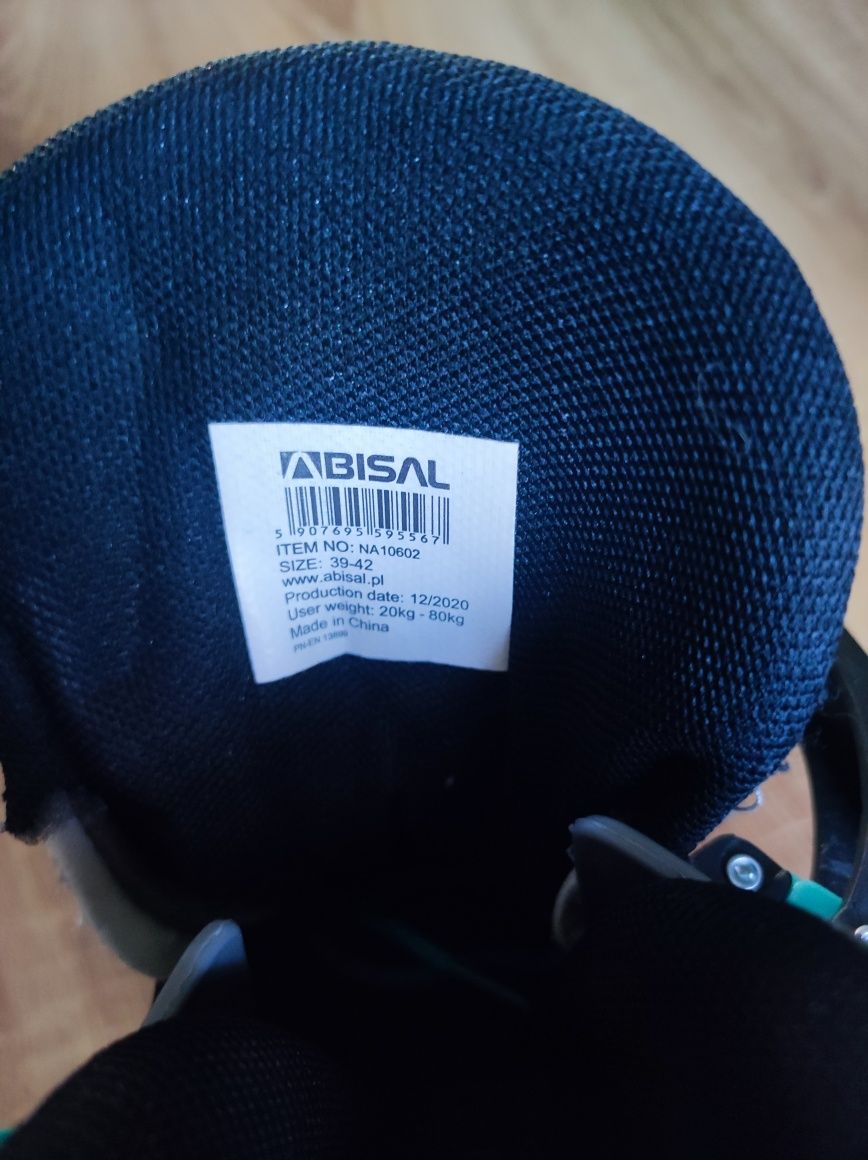 ABISAL
5 907695 595567
ITEM NO: NA10602
SIZE: 39-42
www.abisal.pl
Production date: 12/2020
User weight: 20kg - 80kg
Made in China
PN-EN 13899